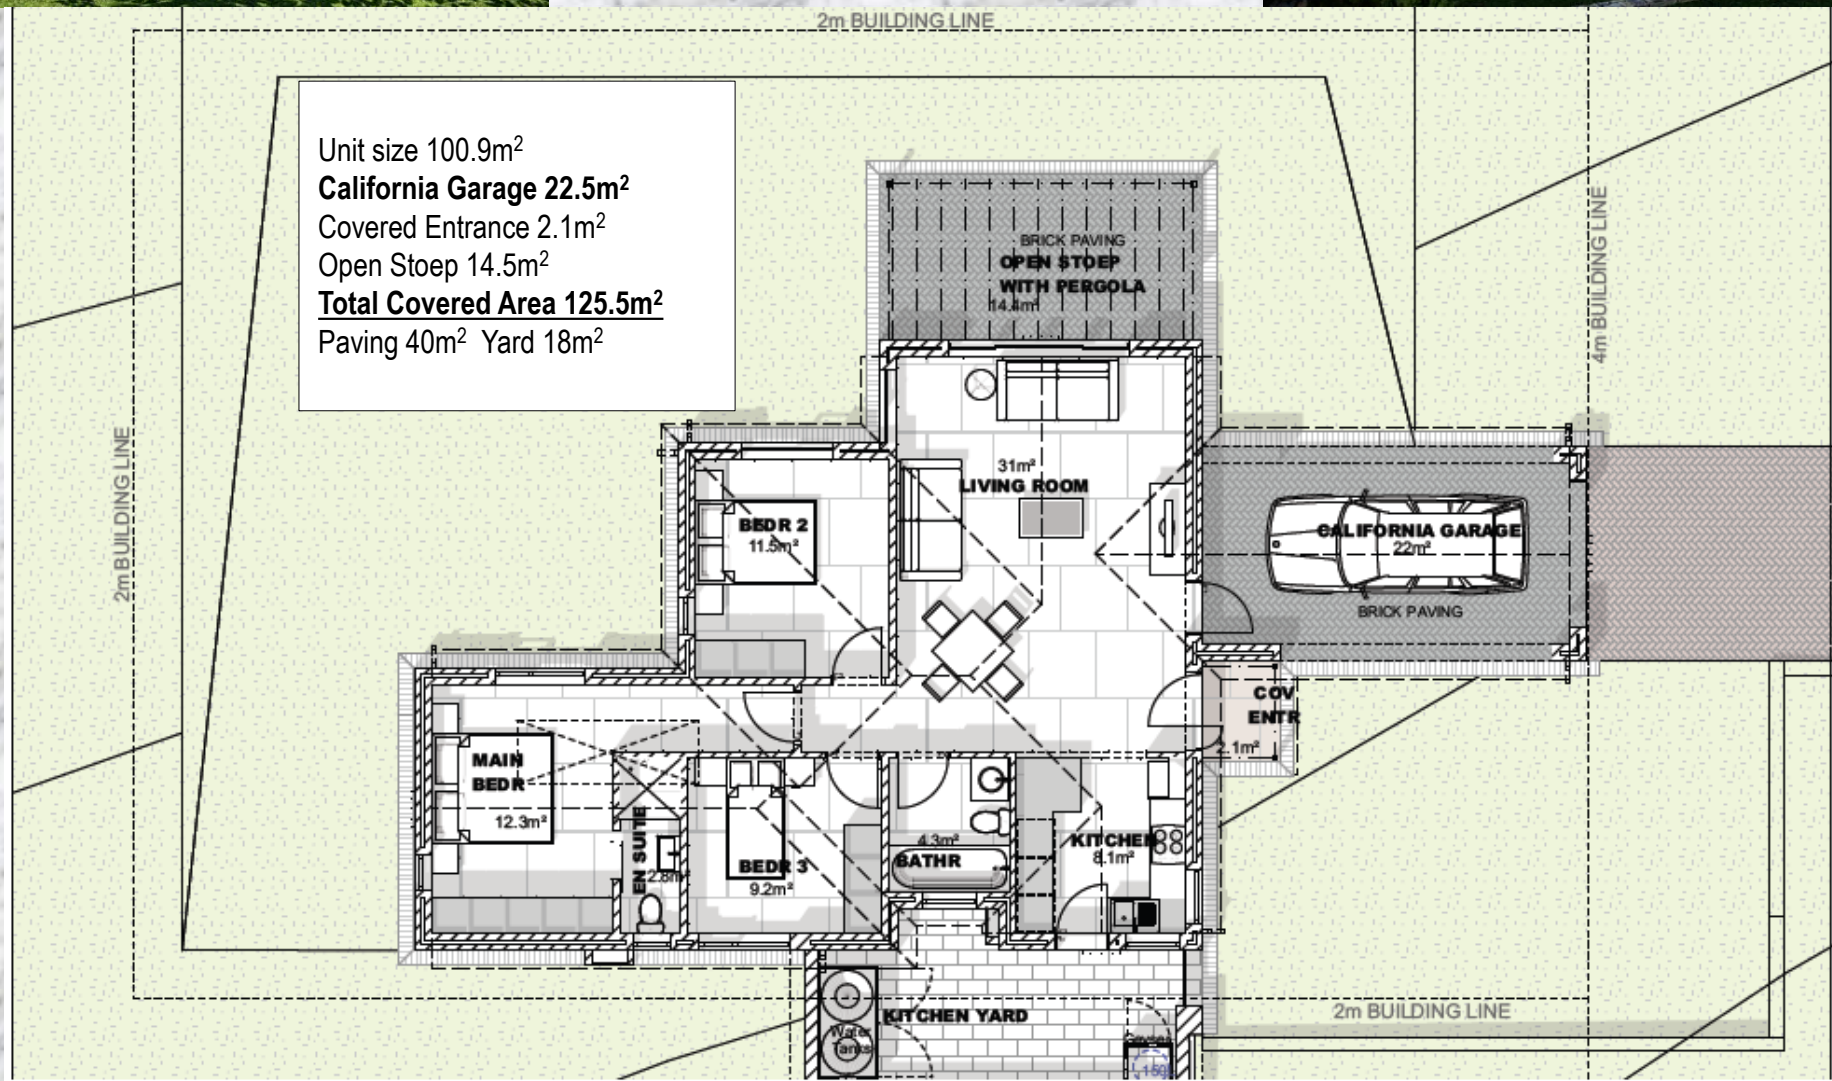 2m BUILDING LINE
Unit size 100.9m²
California Garage 22.5m²
Covered Entrance 2.1m²
Open Stoep 14.5m²
Total Covered Area 125.5m²
Paving 40m² Yard 18m²
BRICK PAVING
OPEN STOEP
WITH PERGOLA
14.4m²
4m BUILDING LINE
2m BUILDING LINE
31m²
LIVING ROOM
BEDR 2
11.5m²
CALIFORNIA GARAGE
22m²
BRICK PAVING
COV
ENTR
2.1m²
MAIN
BEDR
12.3m²
EN SUITE
2.8m²
BEDR 3
9.2m²
4.3m²
BATHR
KITCHEN
8.1m²
KITCHEN YARD
Water
Tanks
2m BUILDING LINE